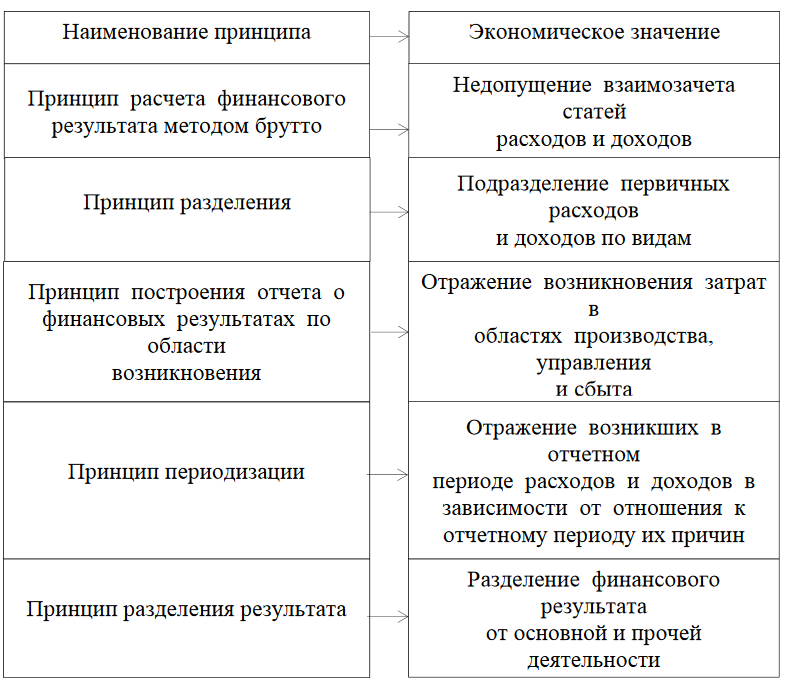 Наименование принципа
Экономическое значение
Принцип расчета финансового
результата методом брутто
Недопущение взаимозачета
статей
расходов и доходов
Принцип разделения
Подразделение первичных
расходов
и доходов по видам
Принцип построения отчета о
финансовых результатах по
области
возникновения
Отражение возникновения затрат
в
областях производства,
управления
и сбыта
Принцип периодизации
Отражение возникших в
отчетном
периоде расходов и доходов в
зависимости от отношения к
отчетному периоду их причин
Принцип разделения результата
Разделение финансового
результата
от основной и прочей
деятельности